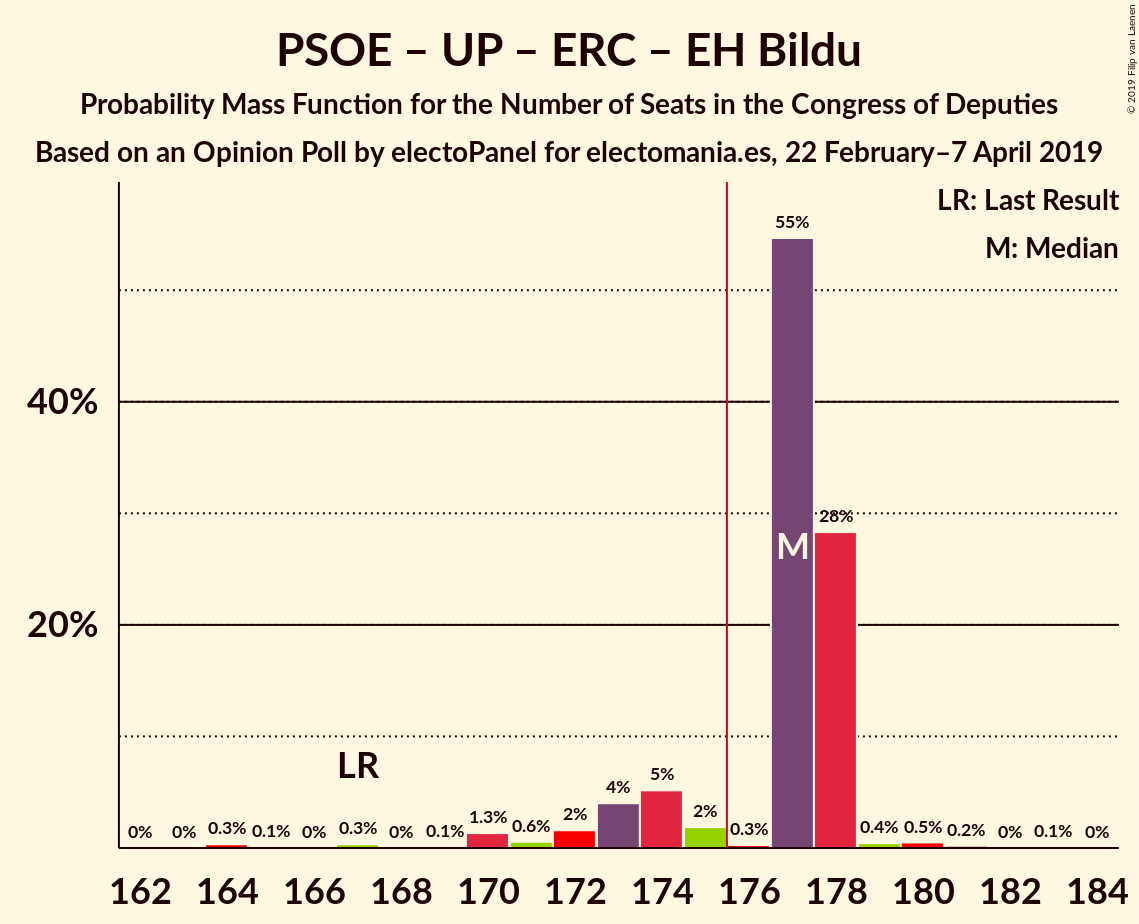 PSOE – UP – ERC – EH Bildu
Probability Mass Function for the Number of Seats in the Congress of Deputies
Based on an Opinion Poll by electoPanel for electomania.es, 22 February–7 April 2019
© 2019 Filip van Laenen
LR: Last Result
M: Median
40%
20%
0% 0% 0.3% 0.1% 0% 0.3% 0% 0.1% 1.3% 0.6% 2% 4% 5% 2% 0.3% 55% 28% 0.4% 0.5% 0.2% 0% 0.1% 0%
LR
M
162 164 166 168 170 172 174 176 178 180 182 184